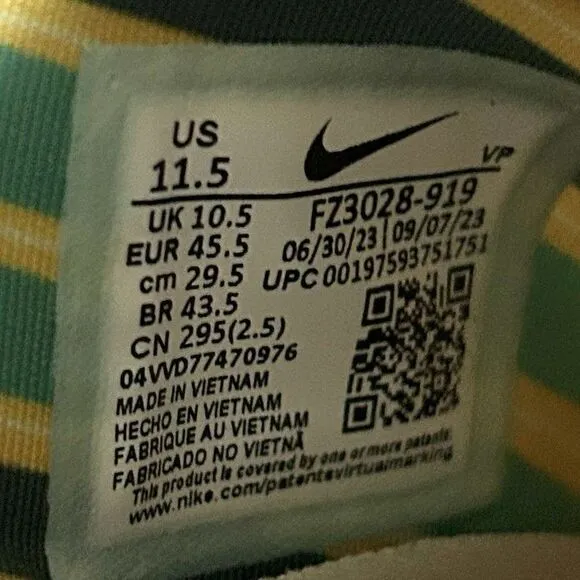 US
11.5
VP
UK 10.5
FZ3028-919
EUR 45.5
06/30/23 | 09/07/23
cm 29.5
UPC 00197593751751
BR 43.5
CN 295(2.5)
04VVD77470976
MADE IN VIETNAM
HECHO EN VIETNAM
FABRIQUE AU VIETNAM
FABRICADO NO VIETNÃ
This product is covered by one or more patents.
www.nike.com/patentsvirtualmarking